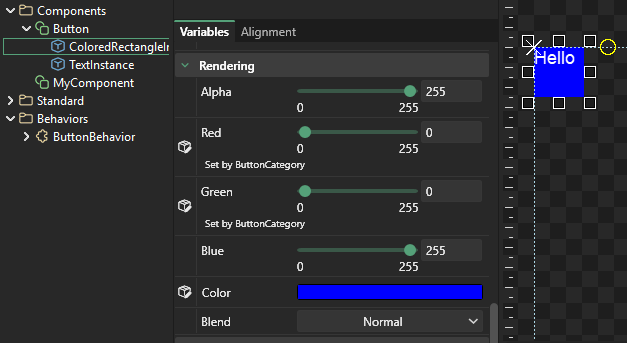 Components
Button
ColoredRectangleIn
TextInstance
MyComponent
Standard
Behaviors
ButtonBehavior
Variables
Alignment
Rendering
Alpha
255
0 255
Red
0
0 255
Set by ButtonCategory
Green
0
0 255
Set by ButtonCategory
Blue
255
0 255
Color
Blend
Normal
Hello